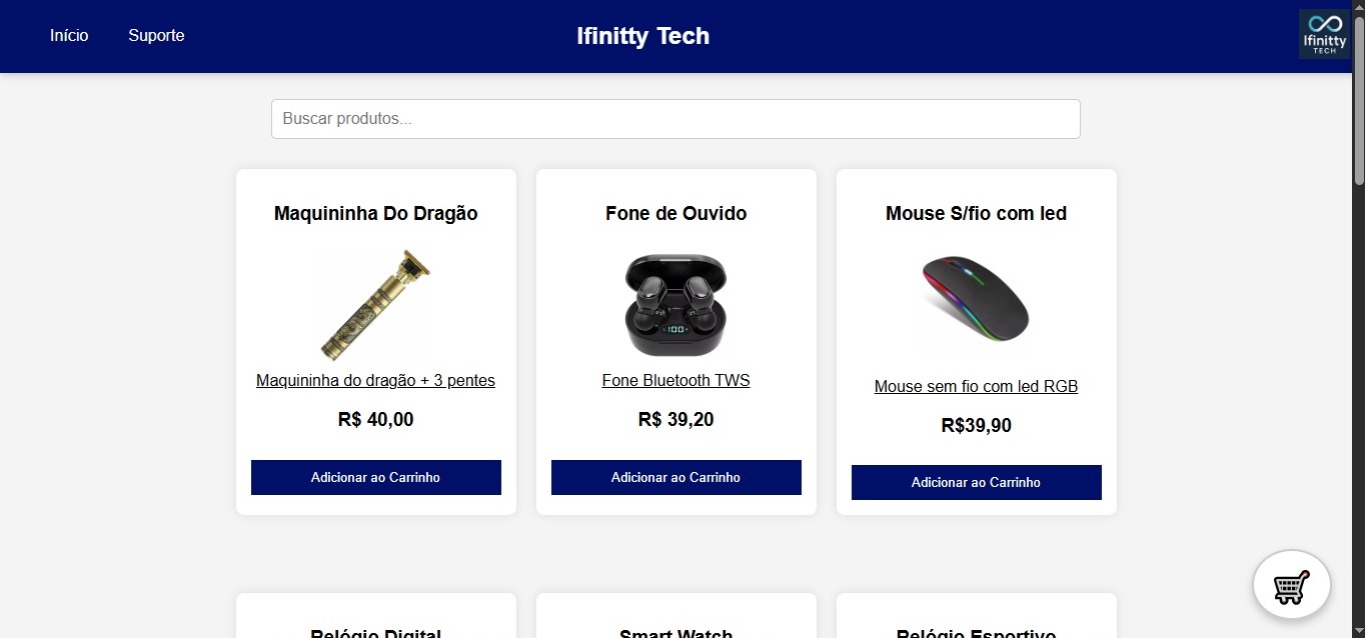 Início
Suporte
Ifinitty Tech
Ifinitty
TECH
Buscar produtos...
Maquininha Do Dragão
Fone de Ouvido
Mouse S/fio com led
100
Maquininha do dragão + 3 pentes
Fone Bluetooth TWS
Mouse sem fio com led RGB
R$ 40,00
R$ 39,20
R$39,90
Adicionar ao Carrinho
Adicionar ao Carrinho
Adicionar ao Carrinho
Relógio Digital
Smart Watch
Relógio Esportivo